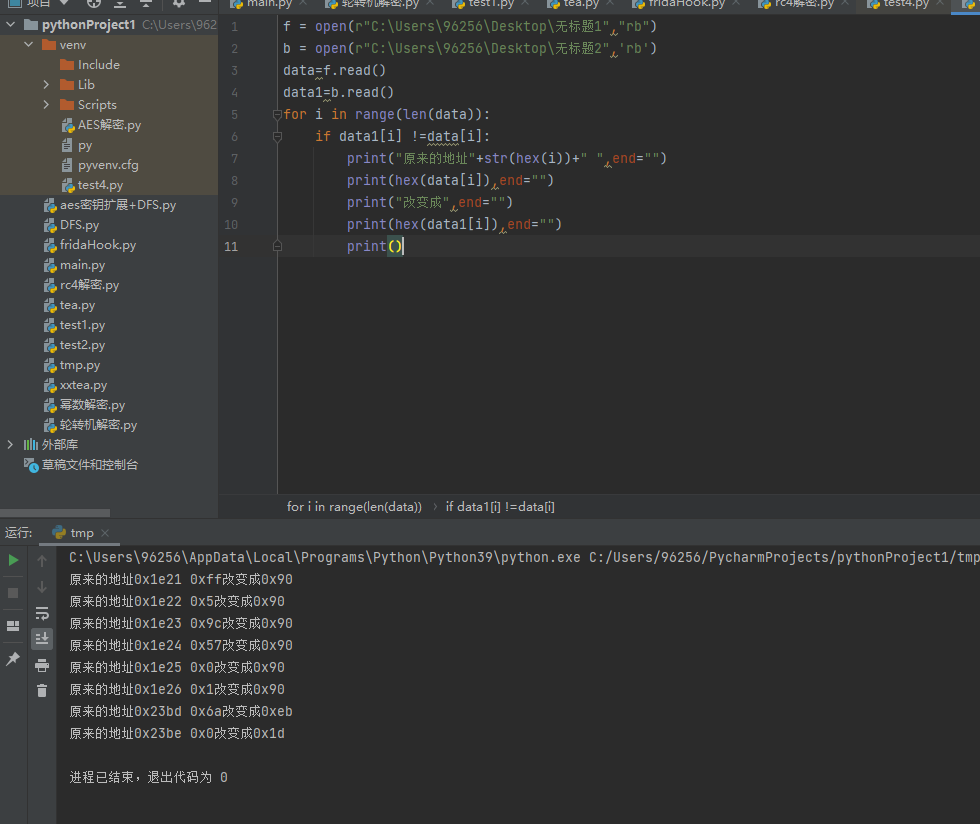 项目
main.py
轮转机解密.py
test1.py
tea.py
fridaHook.py
rc4解密.py
test4.py
pythonProject1 C:\Users\962
venv
Include
Lib
Scripts
AES解密.py
py
pyvenv.cfg
test4.py
aes密钥扩展+DFS.py
DFS.py
fridaHook.py
main.py
rc4解密.py
tea.py
test1.py
test2.py
tmp.py
xxtea.py
幂数解密.py
轮转机解密.py
外部库
草稿文件和控制台
1 f = open(r"C:\Users\96256\Desktop\无标题1","rb")
2 b = open(r"C:\Users\96256\Desktop\无标题2",'rb')
3 data=f.read()
4 data1=b.read()
5 for i in range(len(data)):
6 if data1[i] !=data[i]:
7 print("原来的地址"+str(hex(i))+" ",end="")
8 print(hex(data[i]),end="")
9 print("改变成",end="")
10 print(hex(data1[i]),end="")
11 print()
for i in range(len(data)) › if data1[i] !=data[i]
运行: tmp
C:\Users\96256\AppData\Local\Programs\Python\Python39\python.exe C:/Users/96256/PycharmProjects/pythonProject1/tmp
原来的地址0x1e21 0xff改变成0x90
原来的地址0x1e22 0x5改变成0x90
原来的地址0x1e23 0x9c改变成0x90
原来的地址0x1e24 0x57改变成0x90
原来的地址0x1e25 0x0改变成0x90
原来的地址0x1e26 0x1改变成0x90
原来的地址0x23bd 0x6a改变成0xeb
原来的地址0x23be 0x0改变成0x1d
进程已结束，退出代码为 0